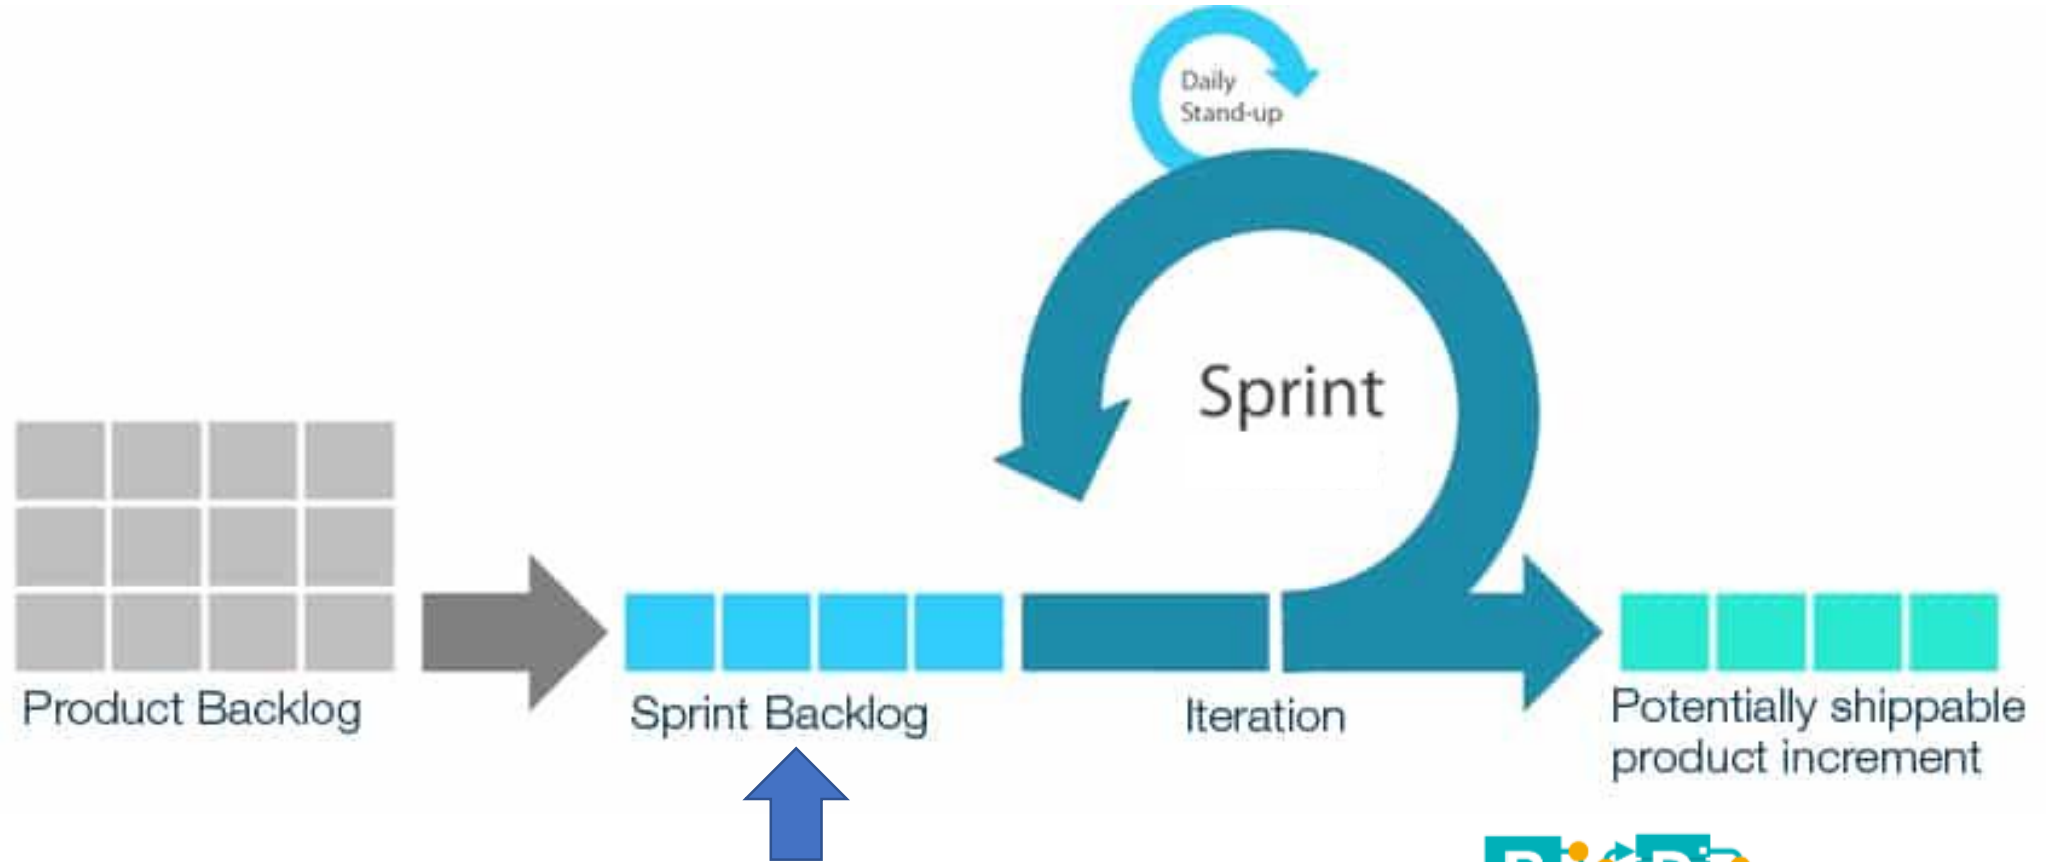 Daily
Stand-up
Sprint
Product Backlog
Sprint Backlog
Iteration
Potentially shippable
product increment